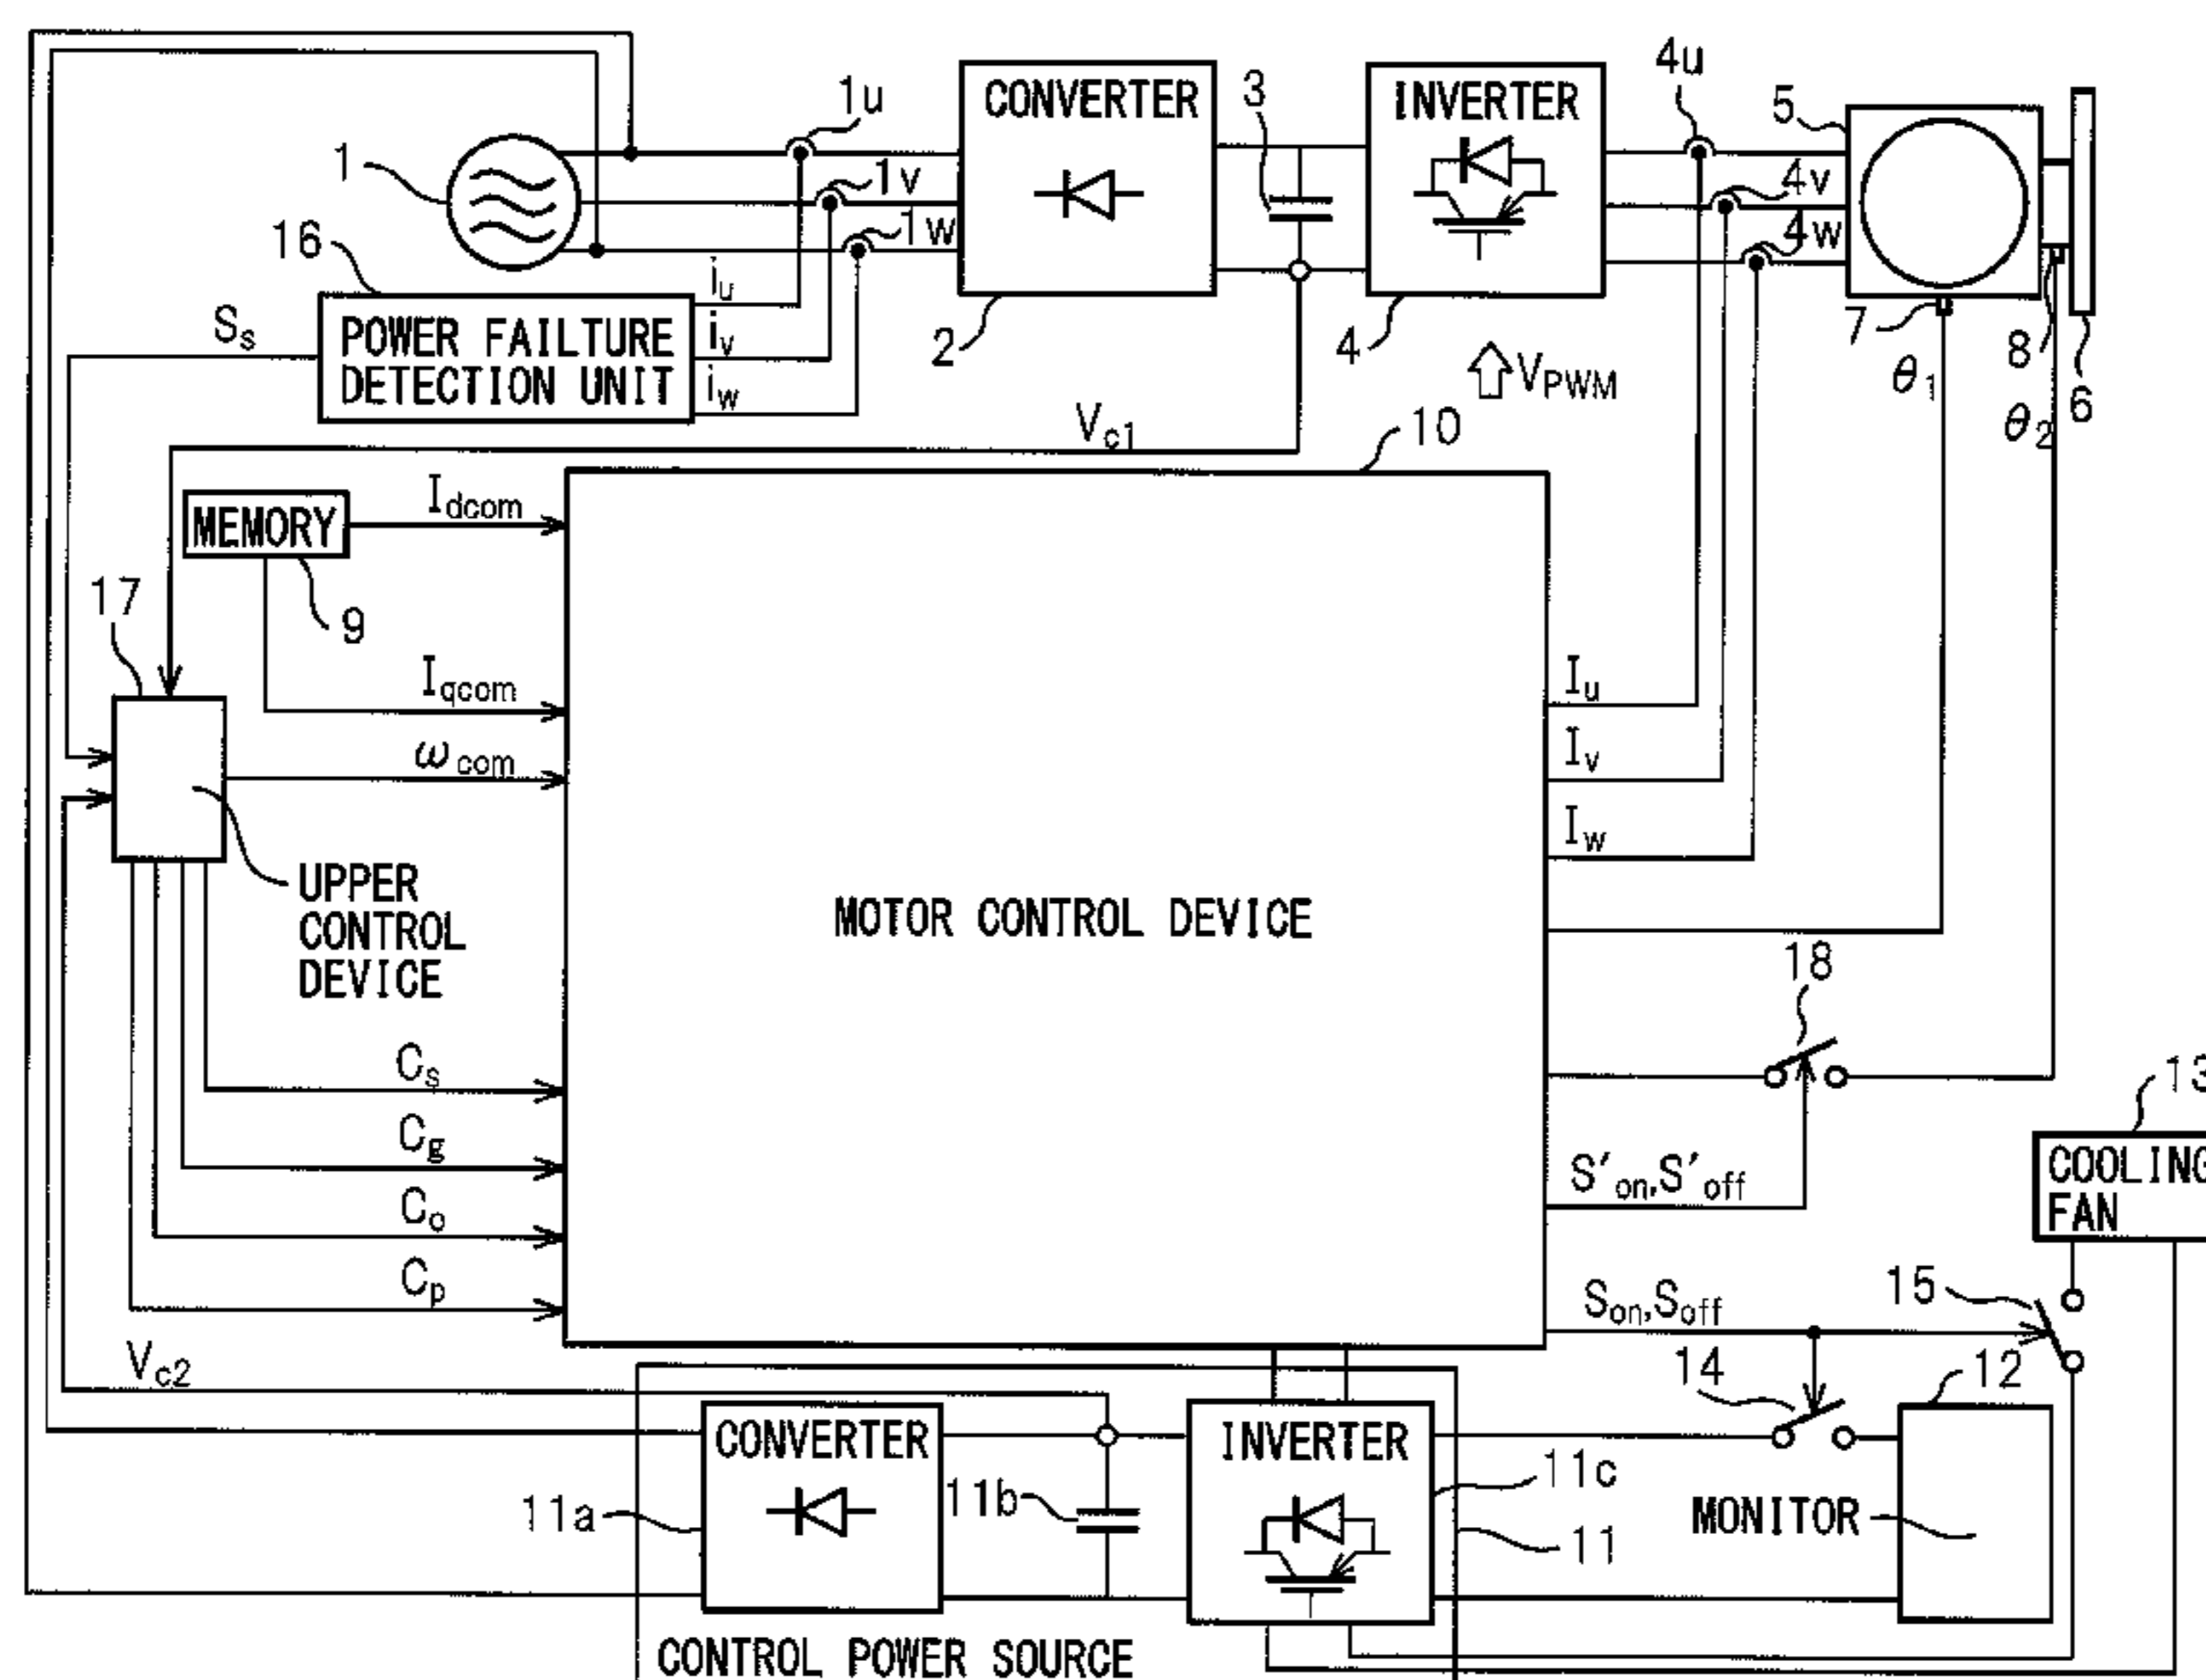 1
1u
1v
1w
CONVERTER
2
3
INVERTER
4
4u
4v
4w
5
6
7
8
θ1
θ2
VPWM
16
POWER FAILTURE
DETECTION UNIT
Ss
iu
iv
iw
Vc1
10
MEMORY
9
Idcom
Iqcom
ωcom
17
UPPER
CONTROL
DEVICE
MOTOR CONTROL DEVICE
Iu
Iv
Iw
18
Cs
Cg
Co
Cp
S'on,S'off
Son,Soff
13
COOLING
FAN
15
14
12
MONITOR
Vc2
CONVERTER
11a
11b
INVERTER
11c
11
CONTROL POWER SOURCE